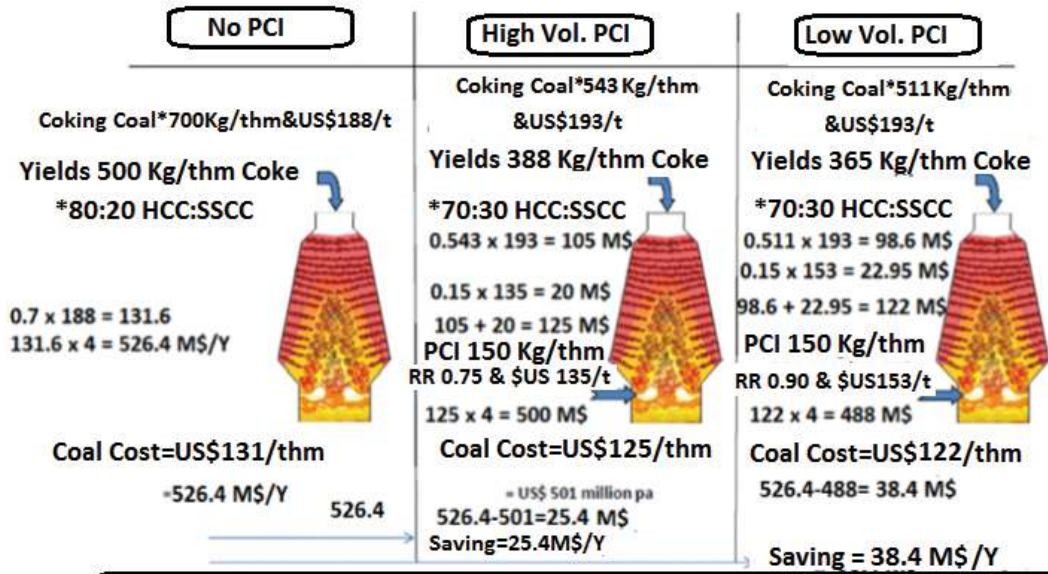 No PCI
High Vol. PCI
Low Vol. PCI
Coking Coal*700Kg/thm&US$188/t
Yields 500 Kg/thm Coke
*80:20 HCC:SSCC
0.7 x 188 = 131.6
131.6 x 4 = 526.4 M$/Y
Coal Cost=US$131/thm
=526.4 M$/Y
526.4
Coking Coal*543 Kg/thm
&US$193/t
Yields 388 Kg/thm Coke
*70:30 HCC:SSCC
0.543 x 193 = 105 M$
0.15 x 135 = 20 M$
105 + 20 = 125 M$
PCI 150 Kg/thm
RR 0.75 & $US 135/t
125 x 4 = 500 M$
Coal Cost=US$125/thm
= US$ 501 million pa
526.4-501=25.4 M$
Saving=25.4M$/Y
Coking Coal*511Kg/thm
&US$193/t
Yields 365 Kg/thm Coke
*70:30 HCC:SSCC
0.511 x 193 = 98.6 M$
0.15 x 153 = 22.95 M$
98.6 + 22.95 = 122 M$
PCI 150 Kg/thm
RR 0.90 & $US153/t
122 x 4 = 488 M$
Coal Cost=US$122/thm
526.4-488= 38.4 M$
Saving = 38.4 M$/Y